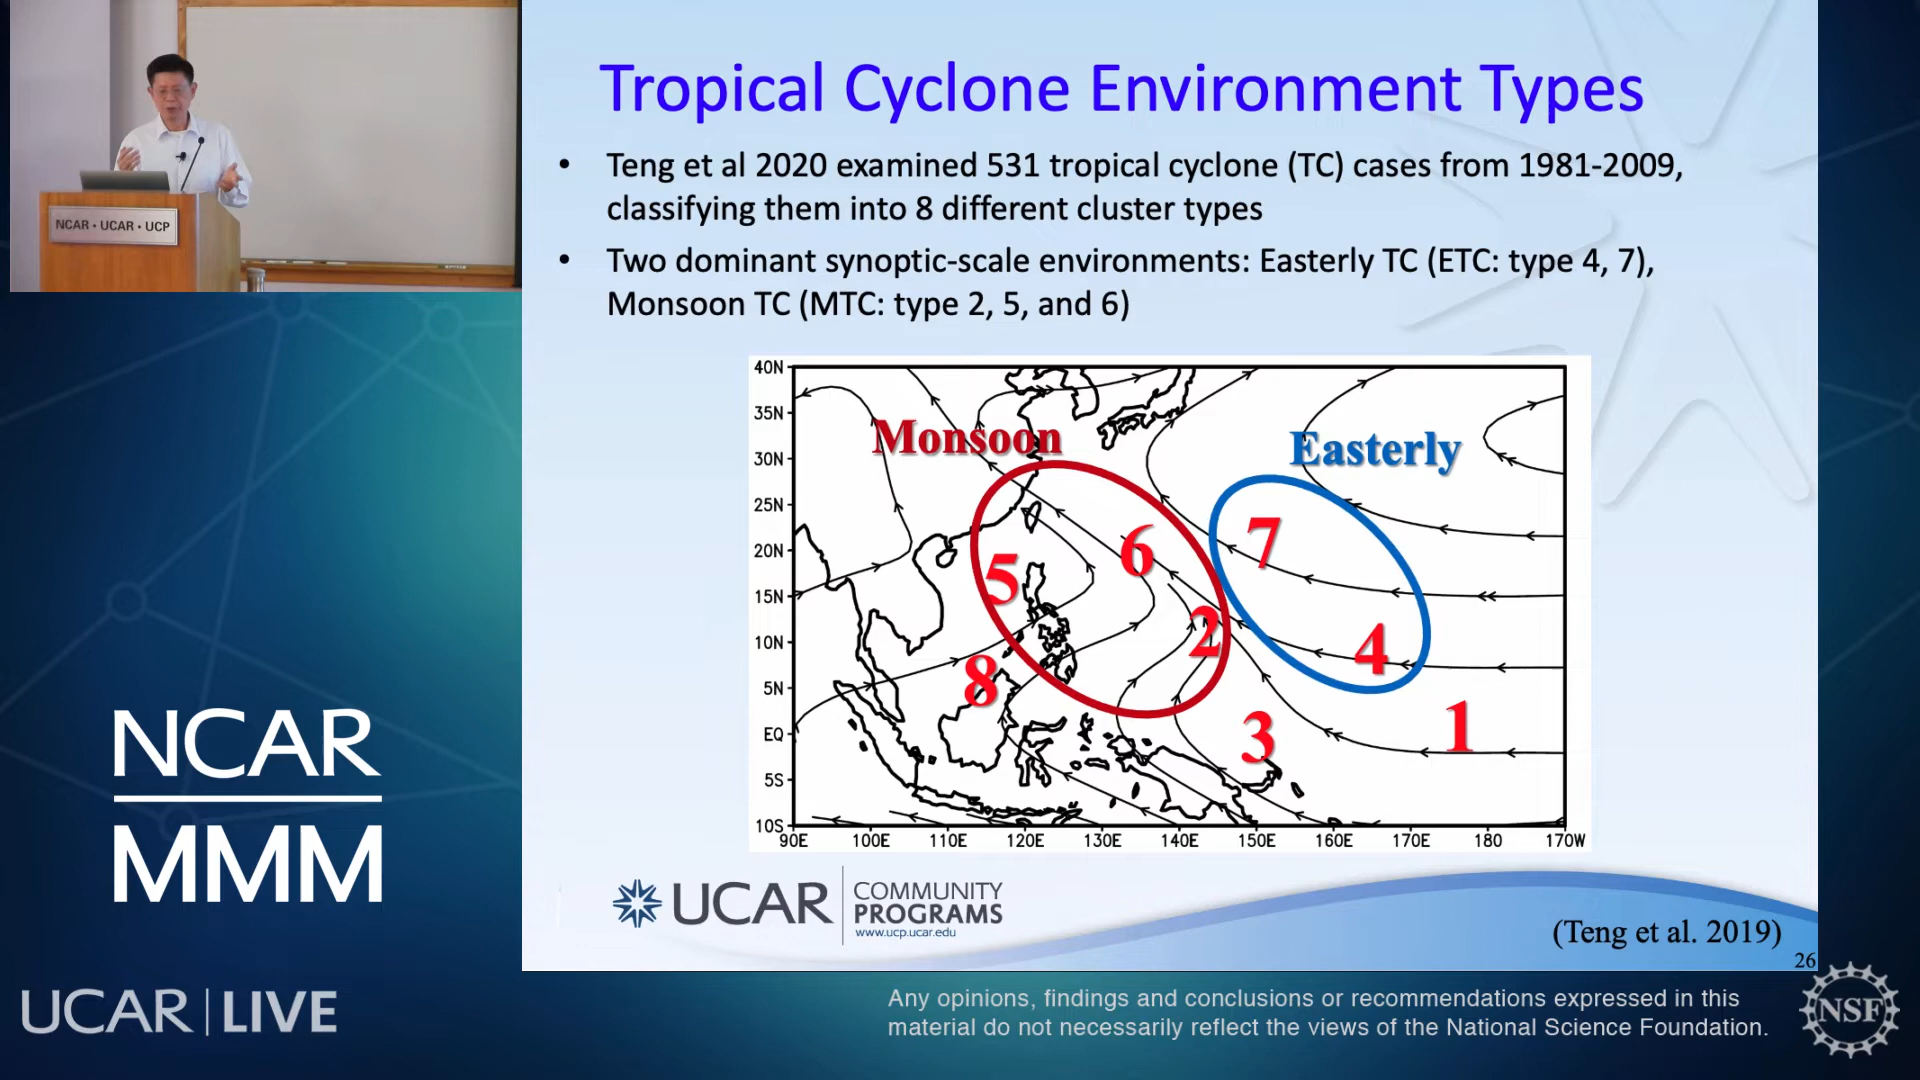 NCAR • UCAR • UCP
Tropical Cyclone Environment Types
• Teng et al 2020 examined 531 tropical cyclone (TC) cases from 1981-2009,
classifying them into 8 different cluster types
• Two dominant synoptic-scale environments: Easterly TC (ETC: type 4, 7),
Monsoon TC (MTC: type 2, 5, and 6)
40N
35N
30N
25N
20N
15N
10N
5N
EQ
5S
10S
90E 100E 110E 120E 130E 140E 150E 160E 170E 180 170W
Monsoon
Easterly
7
6
5
2
4
8
3
1
UCAR COMMUNITY
PROGRAMS
www.ucp.ucar.edu
(Teng et al. 2019)
26
NCAR
MMM
UCAR | LIVE
Any opinions, findings and conclusions or recommendations expressed in this
material do not necessarily reflect the views of the National Science Foundation.
NSF